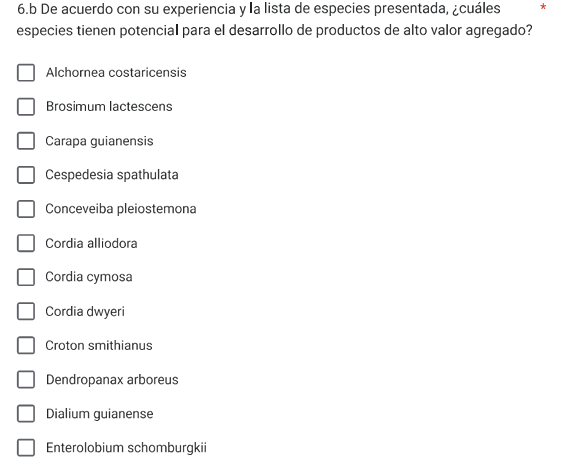 6.b De acuerdo con su experiencia y la lista de especies presentada, ¿cuáles *
especies tienen potencial para el desarrollo de productos de alto valor agregado?
Alchornea costaricensis
Brosimum lactescens
Carapa guianensis
Cespedesia spathulata
Conceveiba pleiostemona
Cordia alliodora
Cordia cymosa
Cordia dwyeri
Croton smithianus
Dendropanax arboreus
Dialium guianense
Enterolobium schomburgkii